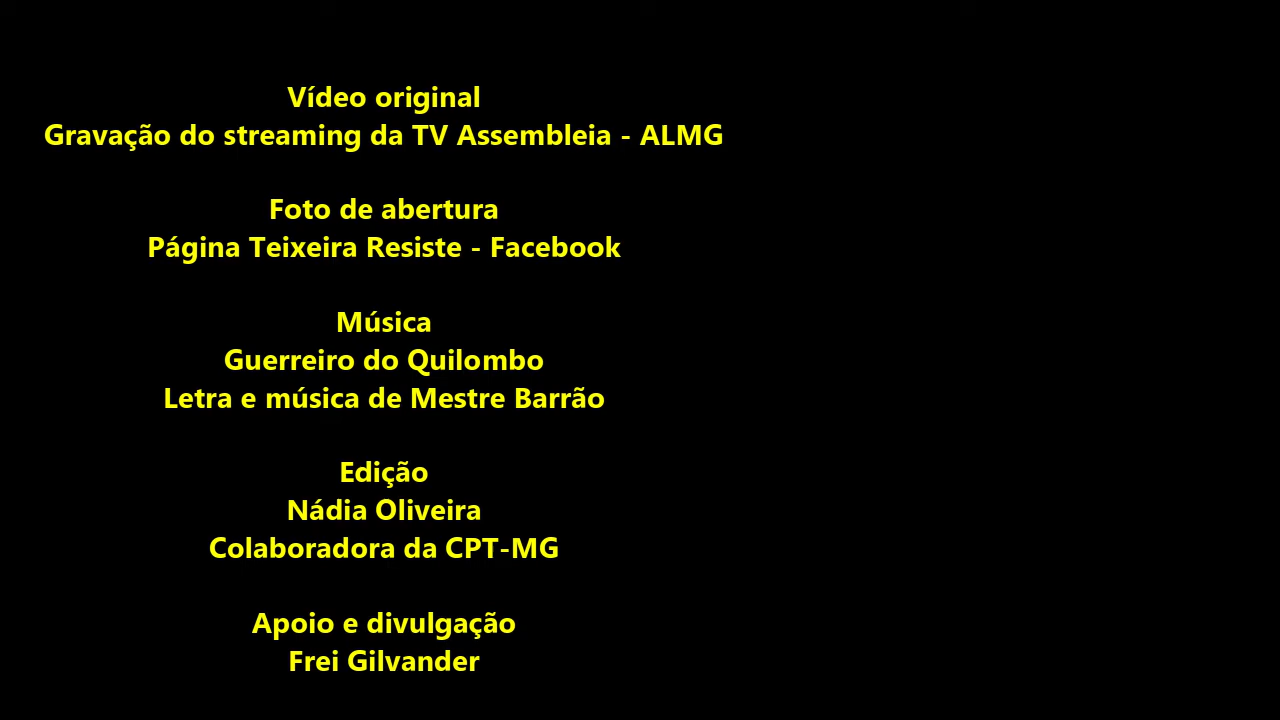 Vídeo original
Gravação do streaming da TV Assembleia - ALMG
Foto de abertura
Página Teixeira Resiste - Facebook
Música
Guerreiro do Quilombo
Letra e música de Mestre Barrão
Edição
Nádia Oliveira
Colaboradora da CPT-MG
Apoio e divulgação
Frei Gilvander